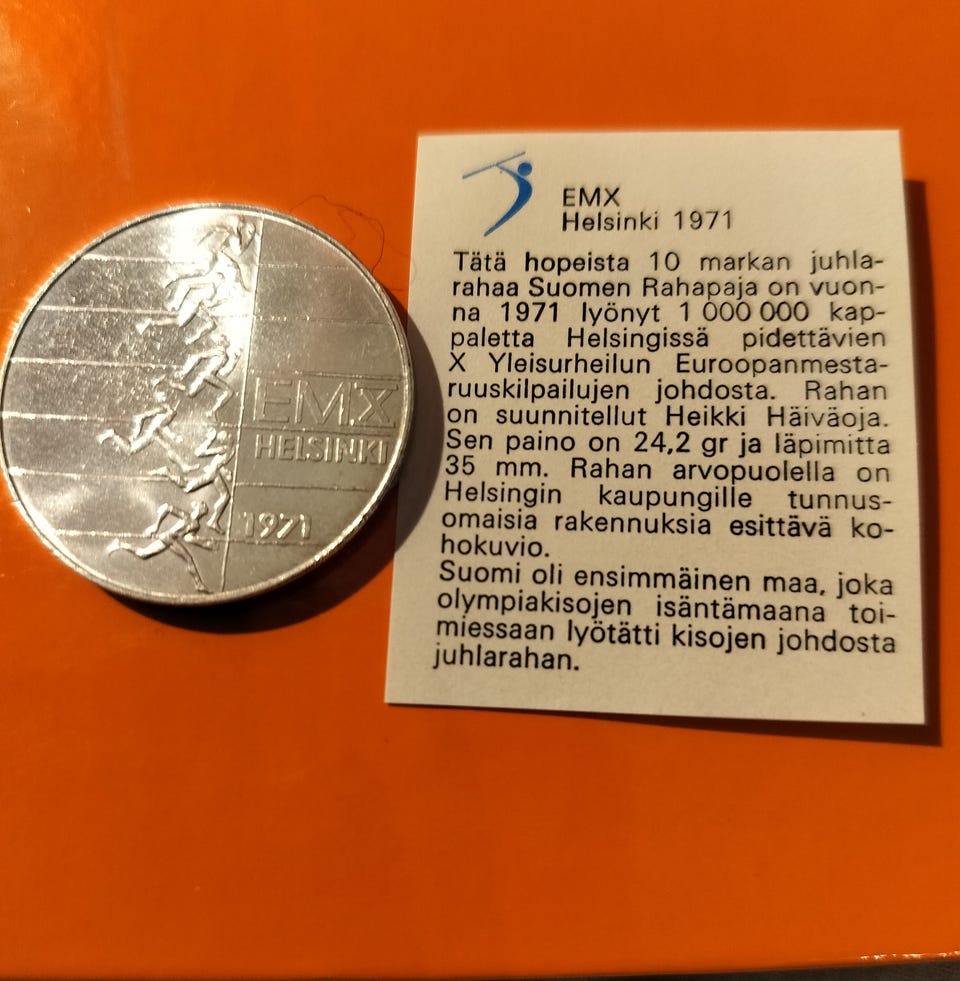 EMX
HELSINKI
1971
EMX
Helsinki 1971
Tätä hopeista 10 markan juhla-
rahaa Suomen Rahapaja on vuon-
na 1971 lyönyt 1 000 000 kap-
paletta Helsingissä pidettävien
X Yleisurheilun Euroopanmesta-
ruuskilpailujen johdosta. Rahan
on suunnitellut Heikki Häiväoja.
Sen paino on 24,2 gr ja läpimitta
35 mm. Rahan arvopuolella on
Helsingin kaupungille tunnus-
omaisia rakennuksia esittävä ko-
hokuvio.
Suomi oli ensimmäinen maa, joka
olympiakisojen isäntämaana toi-
miessaan lyötätti kisojen johdosta
juhlarahan.